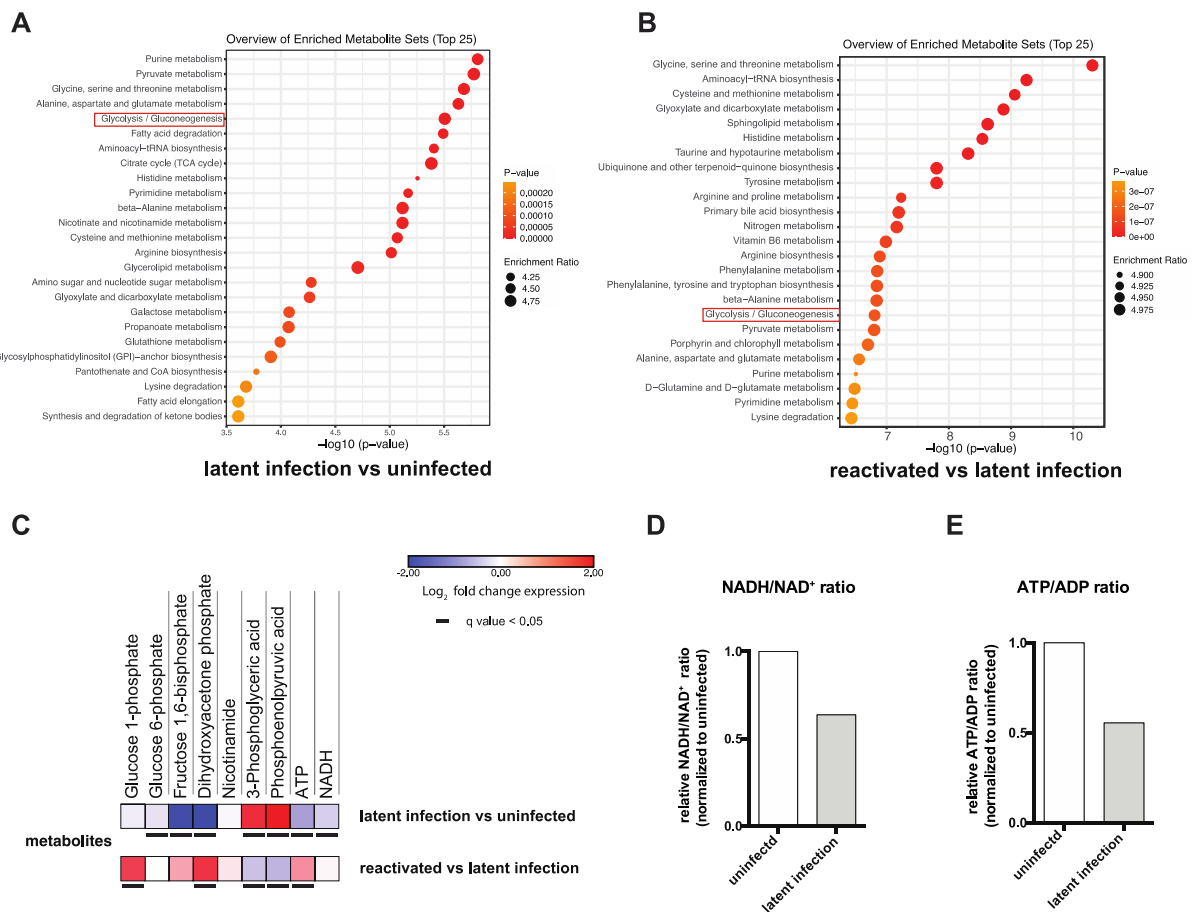 A
Overview of Enriched Metabolite Sets (Top 25)
Purine metabolism
Pyruvate metabolism
Glycine, serine and threonine metabolism
Alanine, aspartate and glutamate metabolism
Glycolysis / Gluconeogenesis
Fatty acid degradation
Aminoacyl−tRNA biosynthesis
Citrate cycle (TCA cycle)
Histidine metabolism
Pyrimidine metabolism
beta−Alanine metabolism
Nicotinate and nicotinamide metabolism
Cysteine and methionine metabolism
Arginine biosynthesis
Glycerolipid metabolism
Amino sugar and nucleotide sugar metabolism
Glyoxylate and dicarboxylate metabolism
Galactose metabolism
Propanoate metabolism
Glutathione metabolism
Glycosylphosphatidylinositol (GPI)−anchor biosynthesis
Pantothenate and CoA biosynthesis
Lysine degradation
Fatty acid elongation
Synthesis and degradation of ketone bodies
3.5 4.0 4.5 5.0 5.5
−log10 (p−value)
latent infection vs uninfected
P−value
0,00020
0.00015
0.00010
0.00005
0.00000
Enrichment Ratio
4.25
4.50
4.75
B
Overview of Enriched Metabolite Sets (Top 25)
Glycine, serine and threonine metabolism
Aminoacyl−tRNA biosynthesis
Cysteine and methionine metabolism
Glyoxylate and dicarboxylate metabolism
Sphingolipid metabolism
Histidine metabolism
Taurine and hypotaurine metabolism
Ubiquinone and other terpenoid−quinone biosynthesis
Tyrosine metabolism
Arginine and proline metabolism
Primary bile acid biosynthesis
Nitrogen metabolism
Vitamin B6 metabolism
Arginine biosynthesis
Phenylalanine metabolism
Phenylalanine, tyrosine and tryptophan biosynthesis
beta−Alanine metabolism
Glycolysis / Gluconeogenesis
Pyruvate metabolism
Porphyrin and chlorophyll metabolism
Alanine, aspartate and glutamate metabolism
Purine metabolism
D−Glutamine and D−glutamate metabolism
Pyrimidine metabolism
Lysine degradation
7 8 9 10
−log10 (p−value)
reactivated vs latent infection
P−value
3e−07
2e−07
1e−07
0e+00
Enrichment Ratio
4.900
4.925
4.950
4.975
C
-2.00 0.00 2.00
Log2 fold change expression
q value < 0.05
Glucose 1-phosphate
Glucose 6-phosphate
Fructose 1,6-bisphosphate
Dihydroxyacetone phosphate
Nicotinamide
3-Phosphoglyceric acid
Phosphoenolpyruvic acid
ATP
NADH
latent infection vs uninfected
metabolites
reactivated vs latent infection
D
NADH/NAD⁺ ratio
relative NADH/NAD⁺ ratio
(normalized to uninfected)
1.0
0.5
0.0
uninfectd
latent infection
E
ATP/ADP ratio
relative ATP/ADP ratio
(normalized to uninfected)
1.0
0.5
0.0
uninfected
latent infection